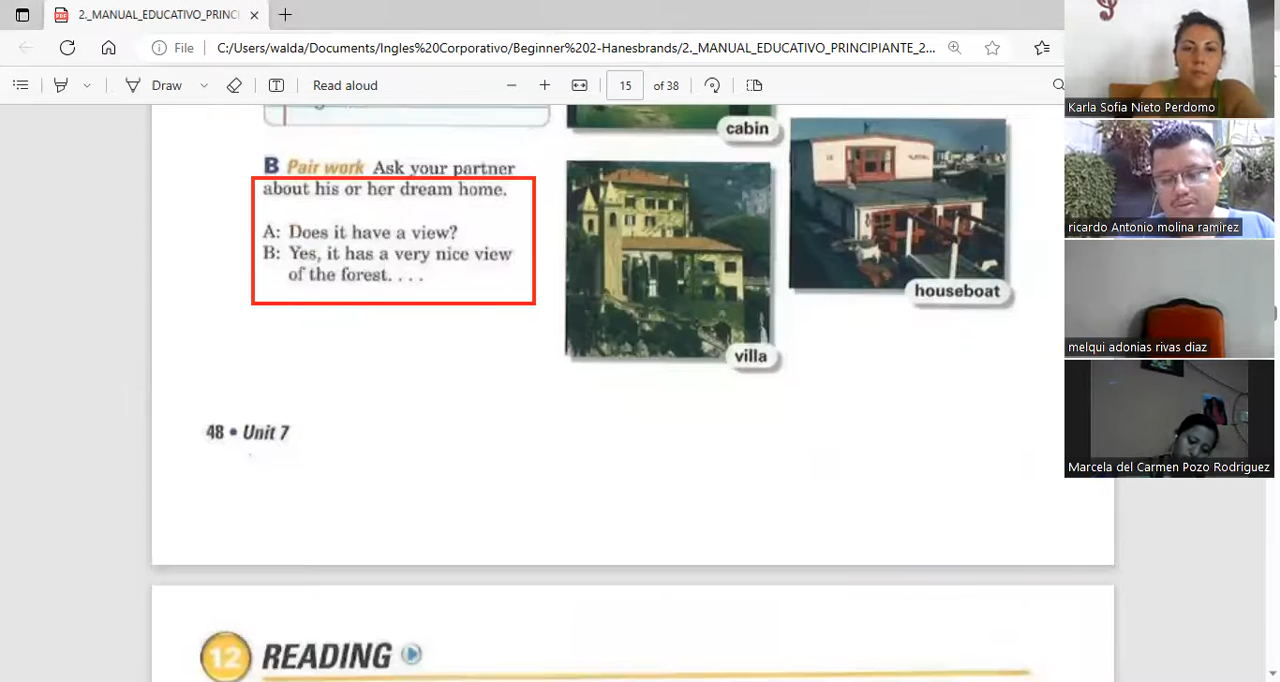 2._MANUAL_EDUCATIVO_PRINCI
File
C:/Users/walda/Documents/Ingles%20Corporativo/Beginner%202-Hanesbrands/2._MANUAL_EDUCATIVO_PRINCIPIANTE_2...
Draw
Read aloud
15
of 38
cabin
B Pair work Ask your partner
about his or her dream home.
A: Does it have a view?
B: Yes, it has a very nice view
of the forest. . . .
villa
houseboat
48 • Unit 7
12 READING
Karla Sofia Nieto Perdomo
ricardo Antonio molina ramirez
melqui adonias rivas diaz
Marcela del Carmen Pozo Rodriguez